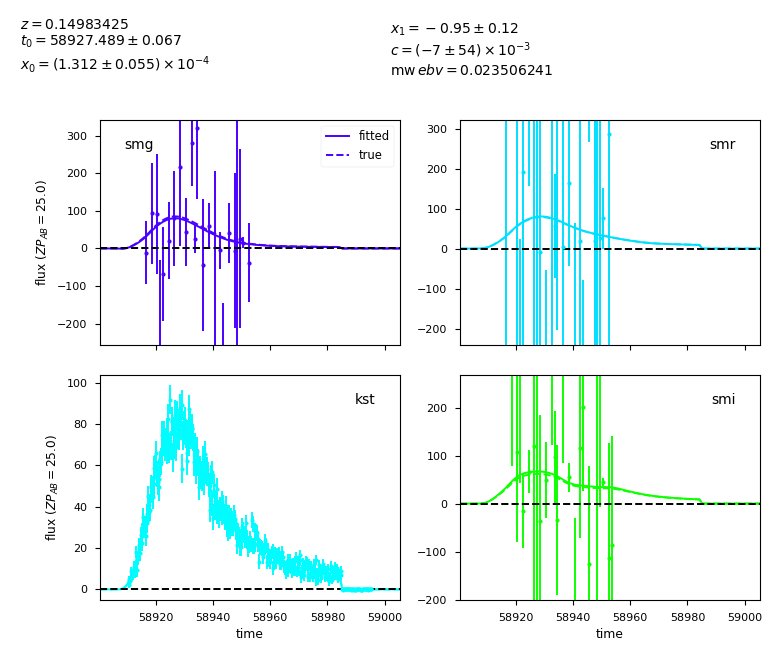 z = 0.14983425
t₀ = 58927.489 ± 0.067
x₀ = (1.312 ± 0.055) × 10⁻⁴
x₁ = −0.95 ± 0.12
c = (−7 ± 54) × 10⁻³
mw ebv = 0.023506241
smg
fitted
true
300
200
100
0
−100
−200
flux (ZP_AB = 25.0)
smr
300
200
100
0
−100
−200
kst
100
80
60
40
20
0
flux (ZP_AB = 25.0)
58920 58940 58960 58980 59000
time
smi
200
100
0
−100
−200
58920 58940 58960 58980 59000
time